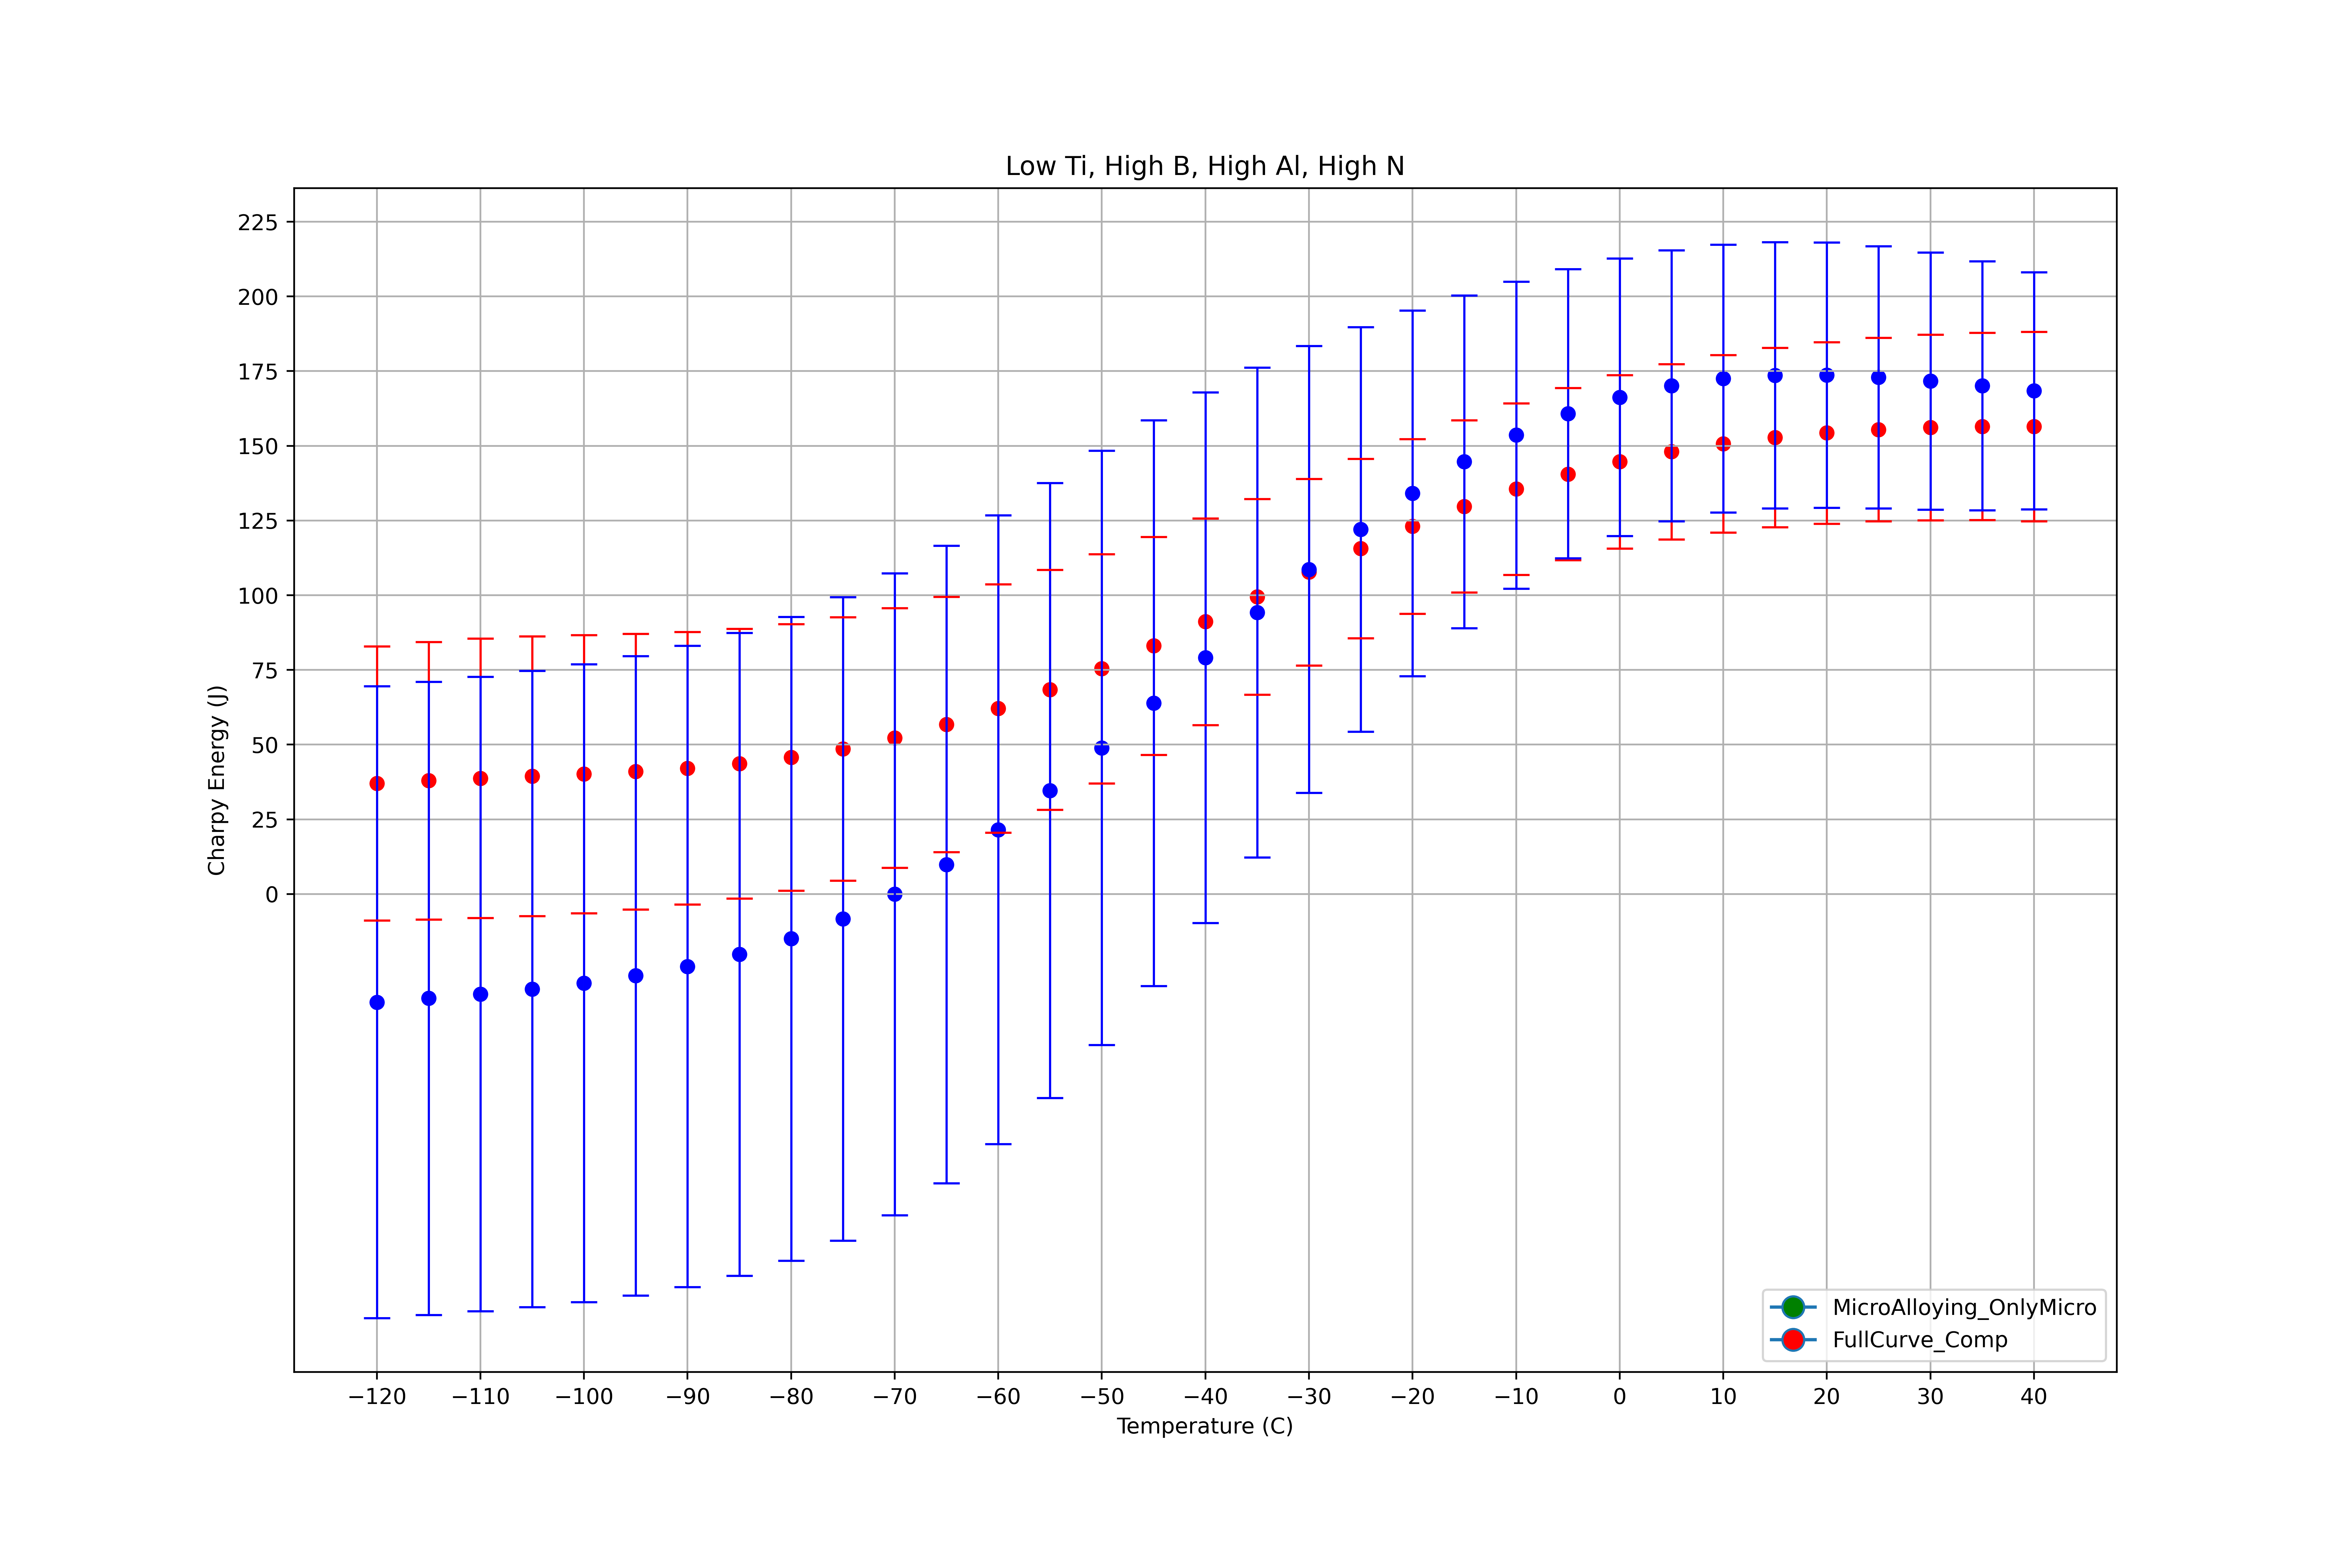 Low Ti, High B, High Al, High N
225
200
175
150
125
100
75
50
25
0
Charpy Energy (J)
−120 −110 −100 −90 −80 −70 −60 −50 −40 −30 −20 −10 0 10 20 30 40
Temperature (C)
MicroAlloying_OnlyMicro
FullCurve_Comp